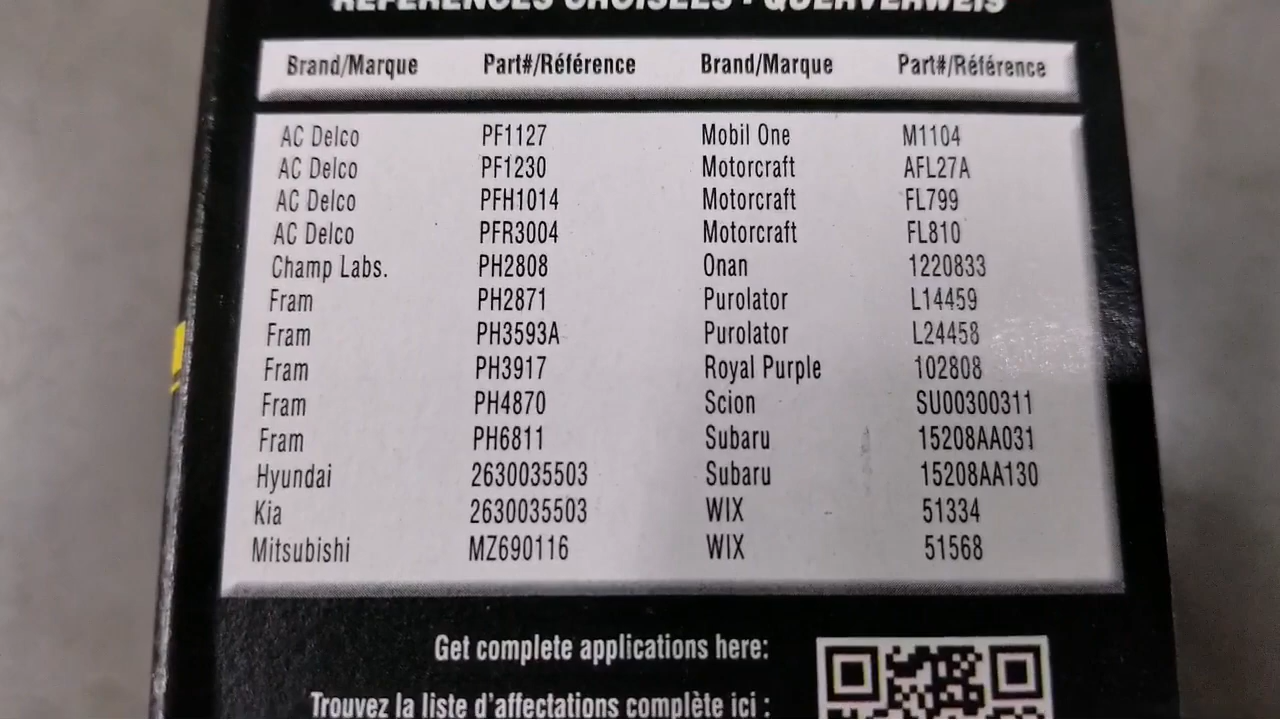 RÉFÉRENCES CROISÉES • QUERVERWEIS
Brand/Marque Part#/Référence Brand/Marque Part#/Référence
AC Delco PF1127 Mobil One M1104
AC Delco PF1230 Motorcraft AFL27A
AC Delco PFH1014 Motorcraft FL799
AC Delco PFR3004 Motorcraft FL810
Champ Labs. PH2808 Onan 1220833
Fram PH2871 Purolator L14459
Fram PH3593A Purolator L24458
Fram PH3917 Royal Purple 102808
Fram PH4870 Scion SU00300311
Fram PH6811 Subaru 15208AA031
Hyundai 2630035503 Subaru 15208AA130
Kia 2630035503 WIX 51334
Mitsubishi MZ690116 WIX 51568
Get complete applications here:
Trouvez la liste d'affectations complète ici :